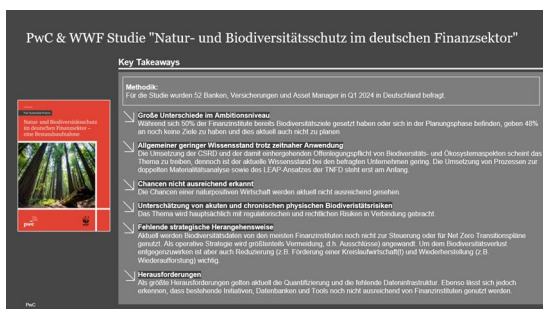 PwC & WWF Studie "Natur- und Biodiversitätsschutz im deutschen Finanzsektor"
Key Takeaways
Methodik:
Für die Studie wurden 52 Banken, Versicherungen und Asset Manager in Q1 2024 in Deutschland befragt.
Natur- und Biodiversitätsschutz
im deutschen Finanzsektor –
eine Bestandsaufnahme
pwc
WWF
Große Unterschiede im Ambitionsniveau
Während sich 50% der Finanzinstitute bereits Biodiversitätsziele gesetzt haben oder sich in der Planungsphase befinden, geben 48%
an noch keine Ziele zu haben und dies aktuell auch nicht zu planen
Allgemeiner geringer Wissensstand trotz zeitnaher Anwendung
Die Umsetzung der CSRD und der damit einhergehenden Offenlegungspflicht von Biodiversitäts- und Ökosystemaspekten scheint das
Thema zu treiben, dennoch ist der aktuelle Wissensstand bei den befragten Unternehmen gering. Die Umsetzung von Prozessen zur
doppelten Materialitätsanalyse sowie des LEAP-Ansatzes der TNFD steht erst am Anfang.
Chancen nicht ausreichend erkannt
Die Chancen einer naturpositiven Wirtschaft werden aktuell nicht ausreichend gesehen.
Unterschätzung von akuten und chronischen physischen Biodiveristätsrisiken
Das Thema wird hauptsächlich mit regulatorischen und rechtlichen Risiken in Verbindung gebracht.
Fehlende strategische Herangehensweise
Aktuell werden Biodiversitätsdaten von den meisten Finanzinstituten noch nicht zur Steuerung oder für Net Zero Transitionspläne
genutzt. Als operative Strategie wird größtenteils Vermeidung, d.h. Ausschlüsse) angewandt. Um dem Biodiversitätsverlust
entgegenzuwirken ist aber auch Reduzierung (z.B. Förderung einer Kreislaufwirtschaft) und Wiederherstellung (z.B.
Wiederaufforstung) wichtig.
Herausforderungen
Als größte Herausforderungen gelten aktuell die Quantifizierung und die fehlende Dateninfrastruktur. Ebenso lässt sich jedoch
erkennen, dass bestehende Initiativen, Datenbanken und Tools noch nicht ausreichend von Finanzinstituten genutzt werden.
PwC